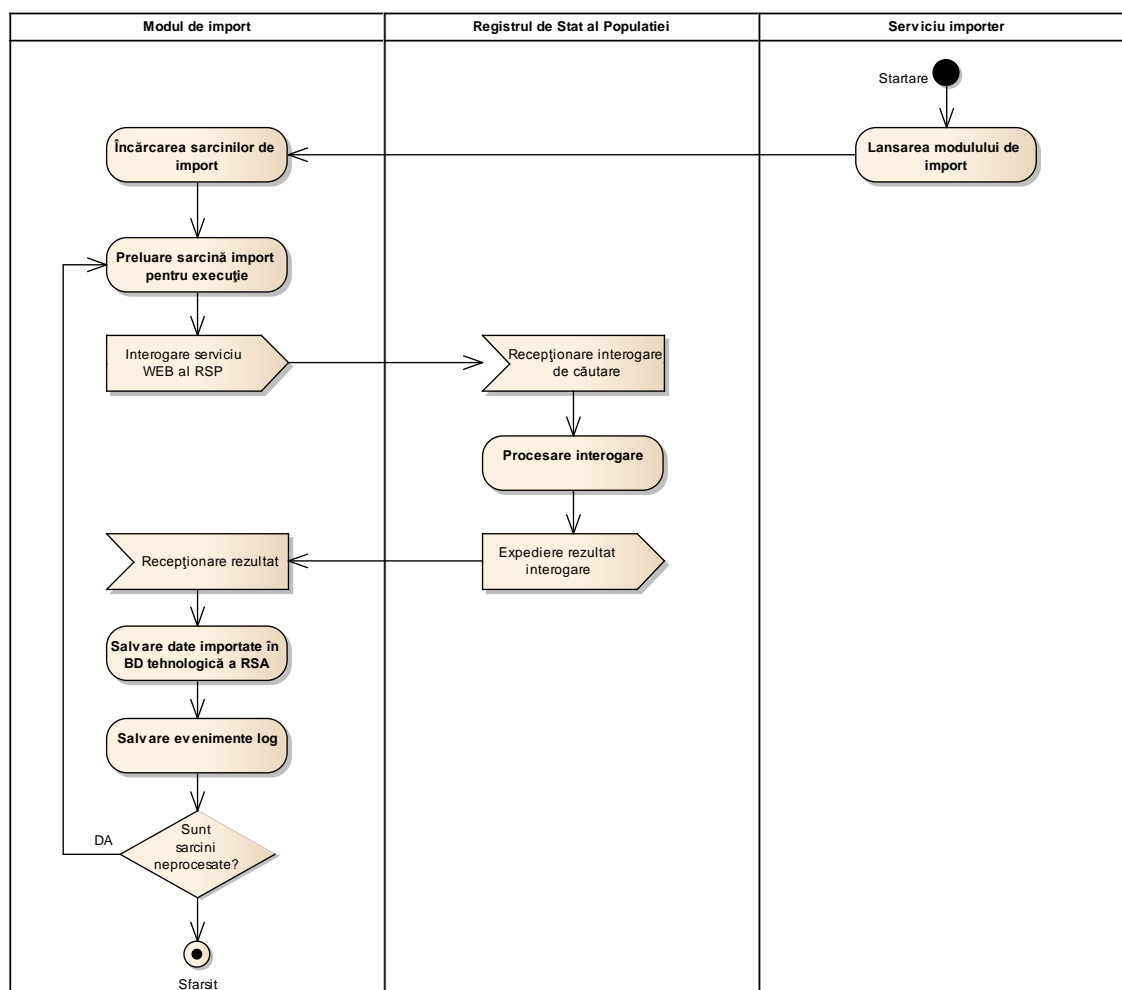 Modul de import
Registrul de Stat al Populatiei
Serviciu importer
Startare
Lansarea modulului de
import
Încărcarea sarcinilor de
import
Preluare sarcină import
pentru execuţie
Interogare serviciu
WEB al RSP
Recepţionare interogare
de căutare
Procesare interogare
Expediere rezultat
interogare
Recepţionare rezultat
Salvare date importate în
BD tehnologică a RSA
Salvare evenimente log
Sunt
sarcini
neprocesate?
DA
Sfarsit